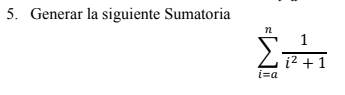 5. Generar la siguiente Sumatoria
n
∑ 1 / (i² + 1)
i=a